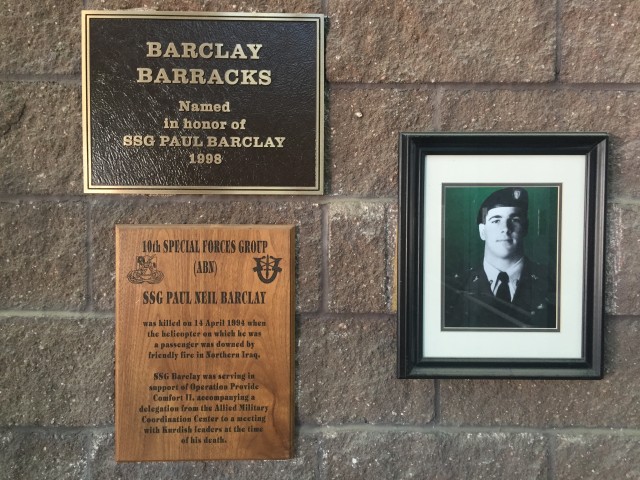 BARCLAY
BARRACKS
Named
in honor of
SSG PAUL BARCLAY
1998
10th SPECIAL FORCES GROUP
(ABN)
SSG PAUL NEIL BARCLAY
was killed on 14 April 1994 when
the helicopter on which he was
a passenger was downed by
friendly fire in Northern Iraq.
SSG Barclay was serving in
support of Operation Provide
Comfort II, accompanying a
delegation from the Allied Military
Coordination Center to a meeting
with Kurdish leaders at the time
of his death.